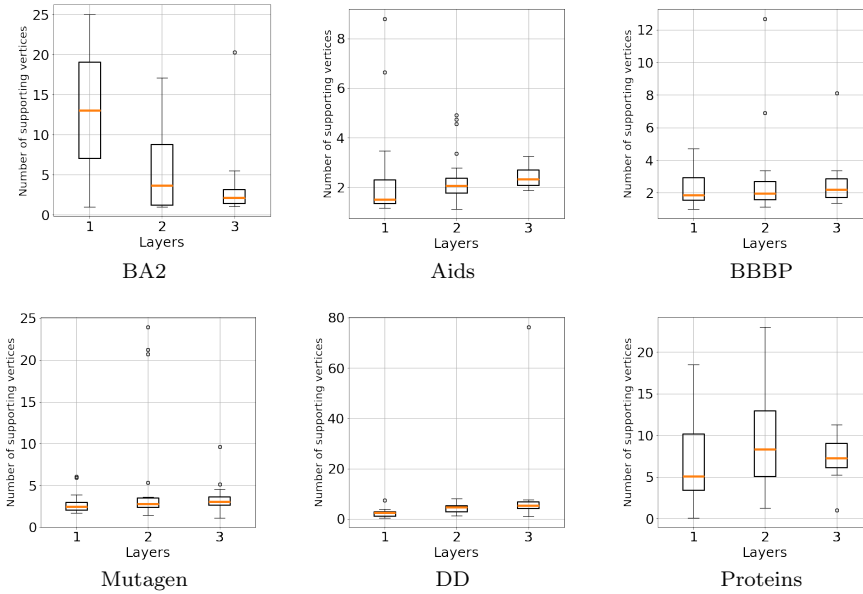 Number of supporting vertices
25
20
15
10
5
0
1 2 3
Layers
BA2
Number of supporting vertices
8
6
4
2
1 2 3
Layers
Aids
Number of supporting vertices
12
10
8
6
4
2
1 2 3
Layers
BBBP
Number of supporting vertices
25
20
15
10
5
0
1 2 3
Layers
Mutagen
Number of supporting vertices
80
60
40
20
0
1 2 3
Layers
DD
Number of supporting vertices
20
15
10
5
0
1 2 3
Layers
Proteins